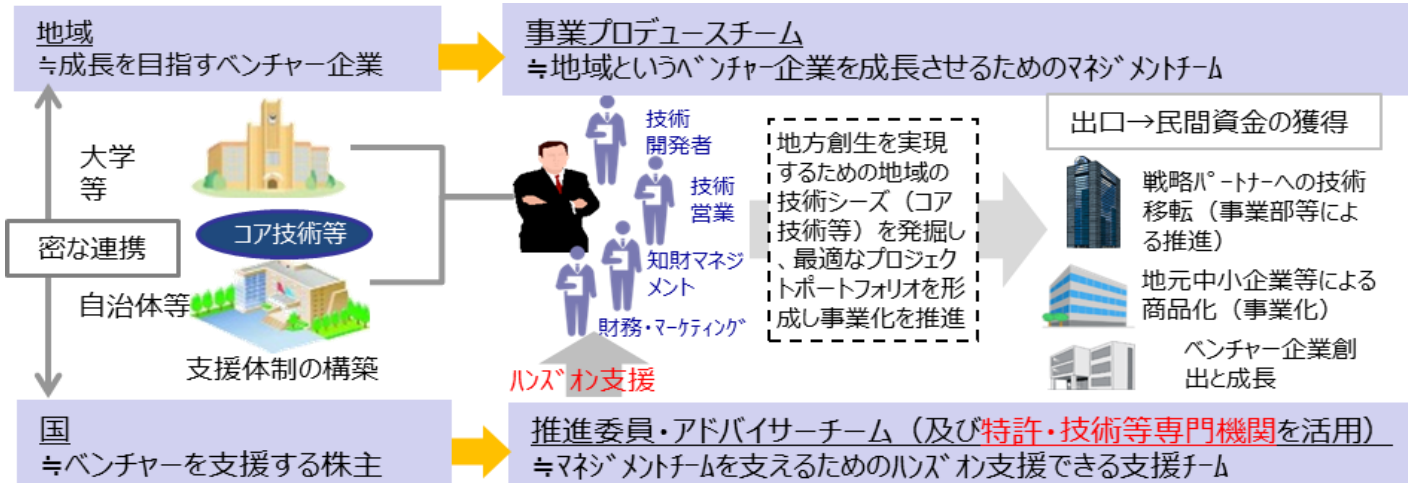 地域
≒成長を目指すベンチャー企業
事業プロデュースチーム
≒地域というﾍﾞﾝﾁｬｰ企業を成長させるためのﾏﾈｼﾞﾒﾝﾄﾁｰﾑ
大学
等
コア技術等
密な連携
自治体等
支援体制の構築
技術
開発者
技術
営業
知財マネジ
メント
財務・ﾏｰｹﾃｨﾝｸﾞ
ﾊﾝｽﾞｵﾝ支援
地方創生を実現
するための地域の
技術シーズ（コア
技術等）を発掘し
、最適なプロジェク
トポートフォリオを形
成し事業化を推進
出口→民間資金の獲得
戦略ﾊﾟｰﾄﾅｰへの技術
移転（事業部等によ
る推進）
地元中小企業等による
商品化（事業化）
ベンチャー企業創
出と成長
国
≒ベンチャーを支援する株主
推進委員・アドバイサーチーム（及び特許・技術等専門機関を活用）
≒ﾏﾈｼﾞﾒﾝﾄﾁｰﾑを支えるためのﾊﾝｽﾞｵﾝ支援できる支援ﾁｰﾑ